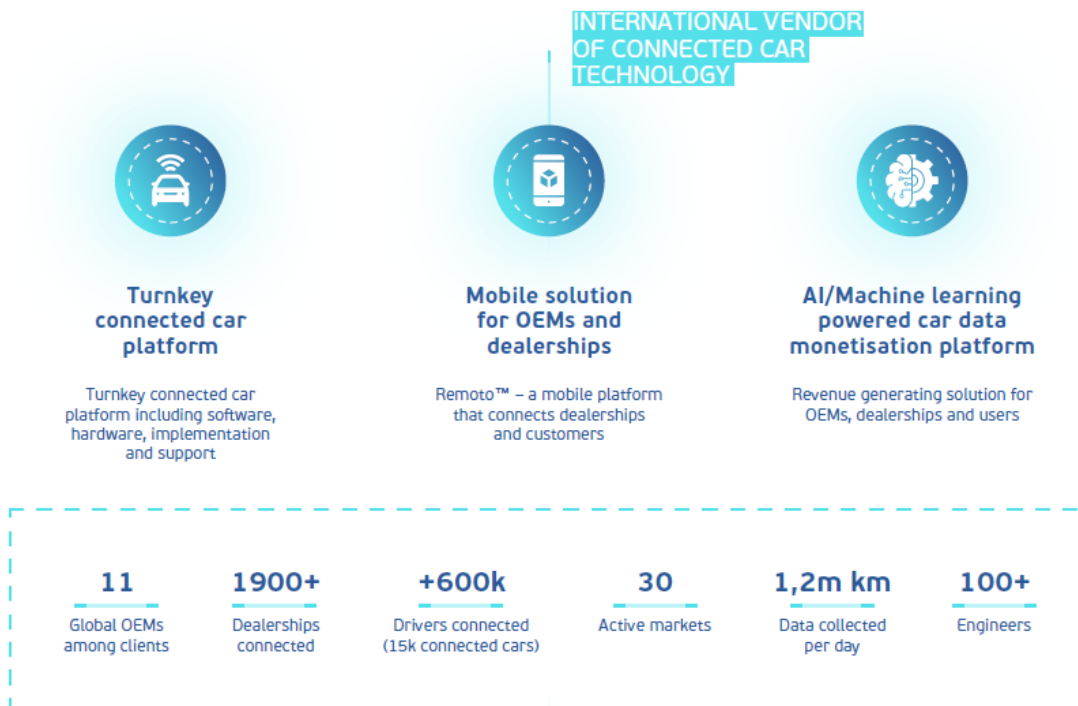 INTERNATIONAL VENDOR
OF CONNECTED CAR
TECHNOLOGY
Turnkey
connected car
platform
Turnkey connected car
platform including software,
hardware, implementation
and support
Mobile solution
for OEMs and
dealerships
Remoto™ – a mobile platform
that connects dealerships
and customers
AI/Machine learning
powered car data
monetisation platform
Revenue generating solution for
OEMs, dealerships and users
11
Global OEMs
among clients
1900+
Dealerships
connected
+600k
Drivers connected
(15k connected cars)
30
Active markets
1,2m km
Data collected
per day
100+
Engineers